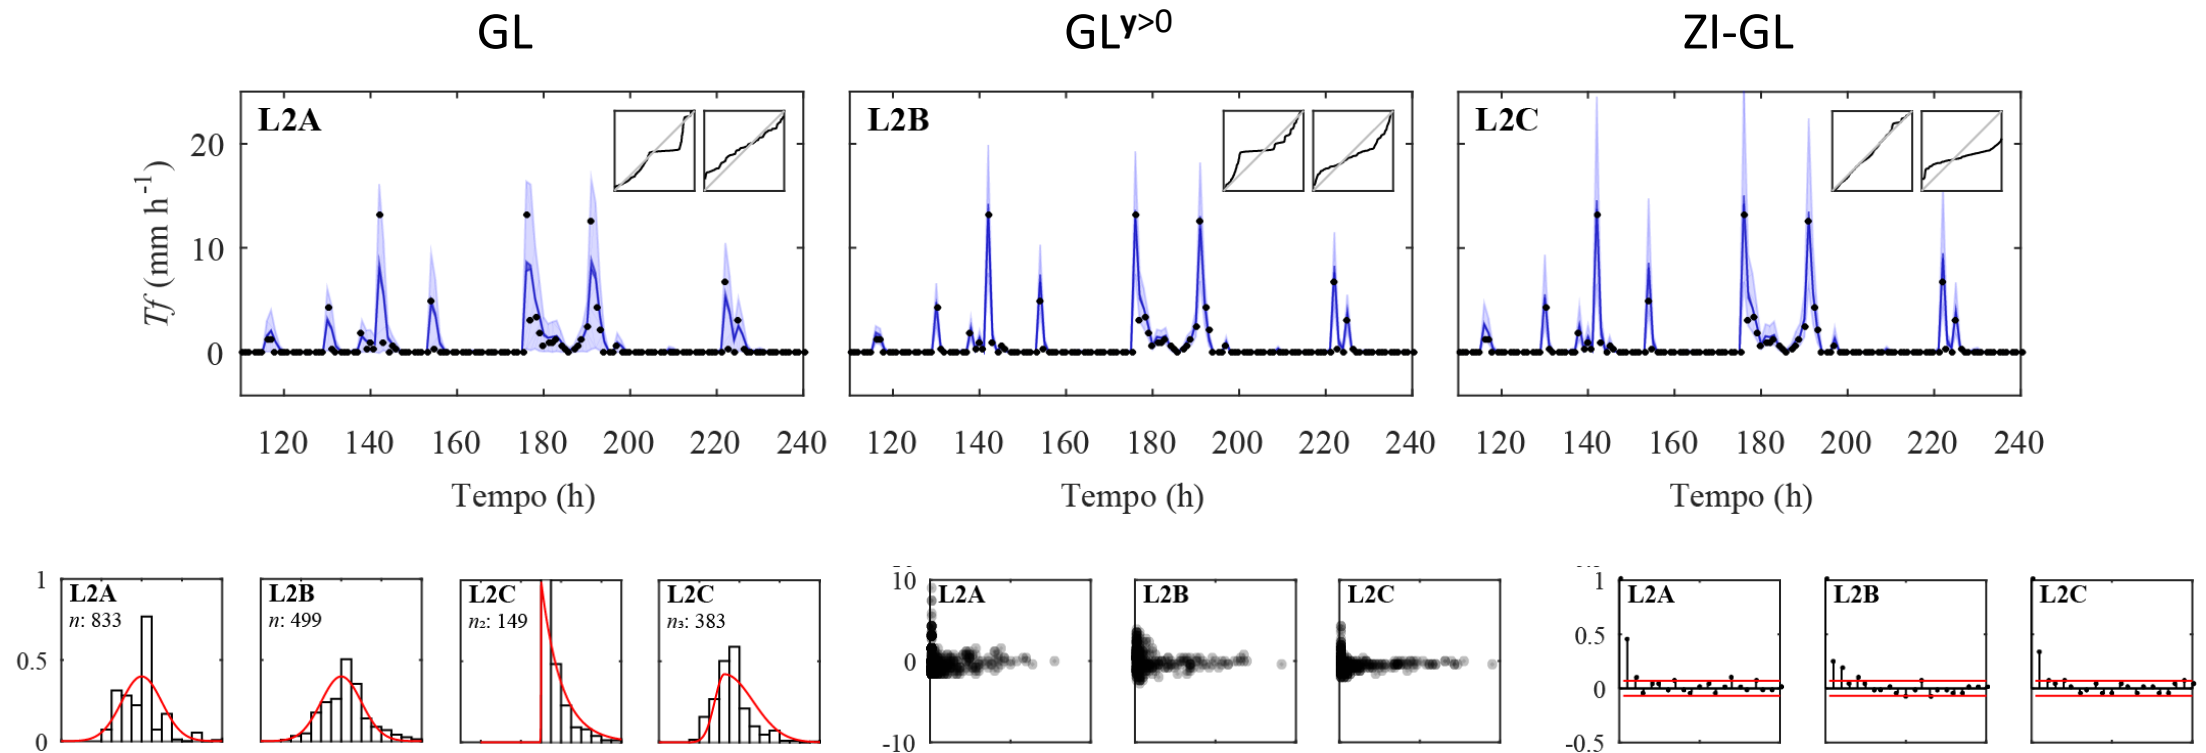 GL
GLy>0
ZI-GL
L2A
L2B
L2C
20
10
0
Tf (mm h-1)
120 140 160 180 200 220 240
120 140 160 180 200 220 240
120 140 160 180 200 220 240
Tempo (h)
Tempo (h)
Tempo (h)
1
0.5
0
L2A
n: 833
L2B
n: 499
L2C
n2: 149
L2C
n3: 383
10
0
-10
L2A
L2B
L2C
1
0.5
0
-0.5
L2A
L2B
L2C